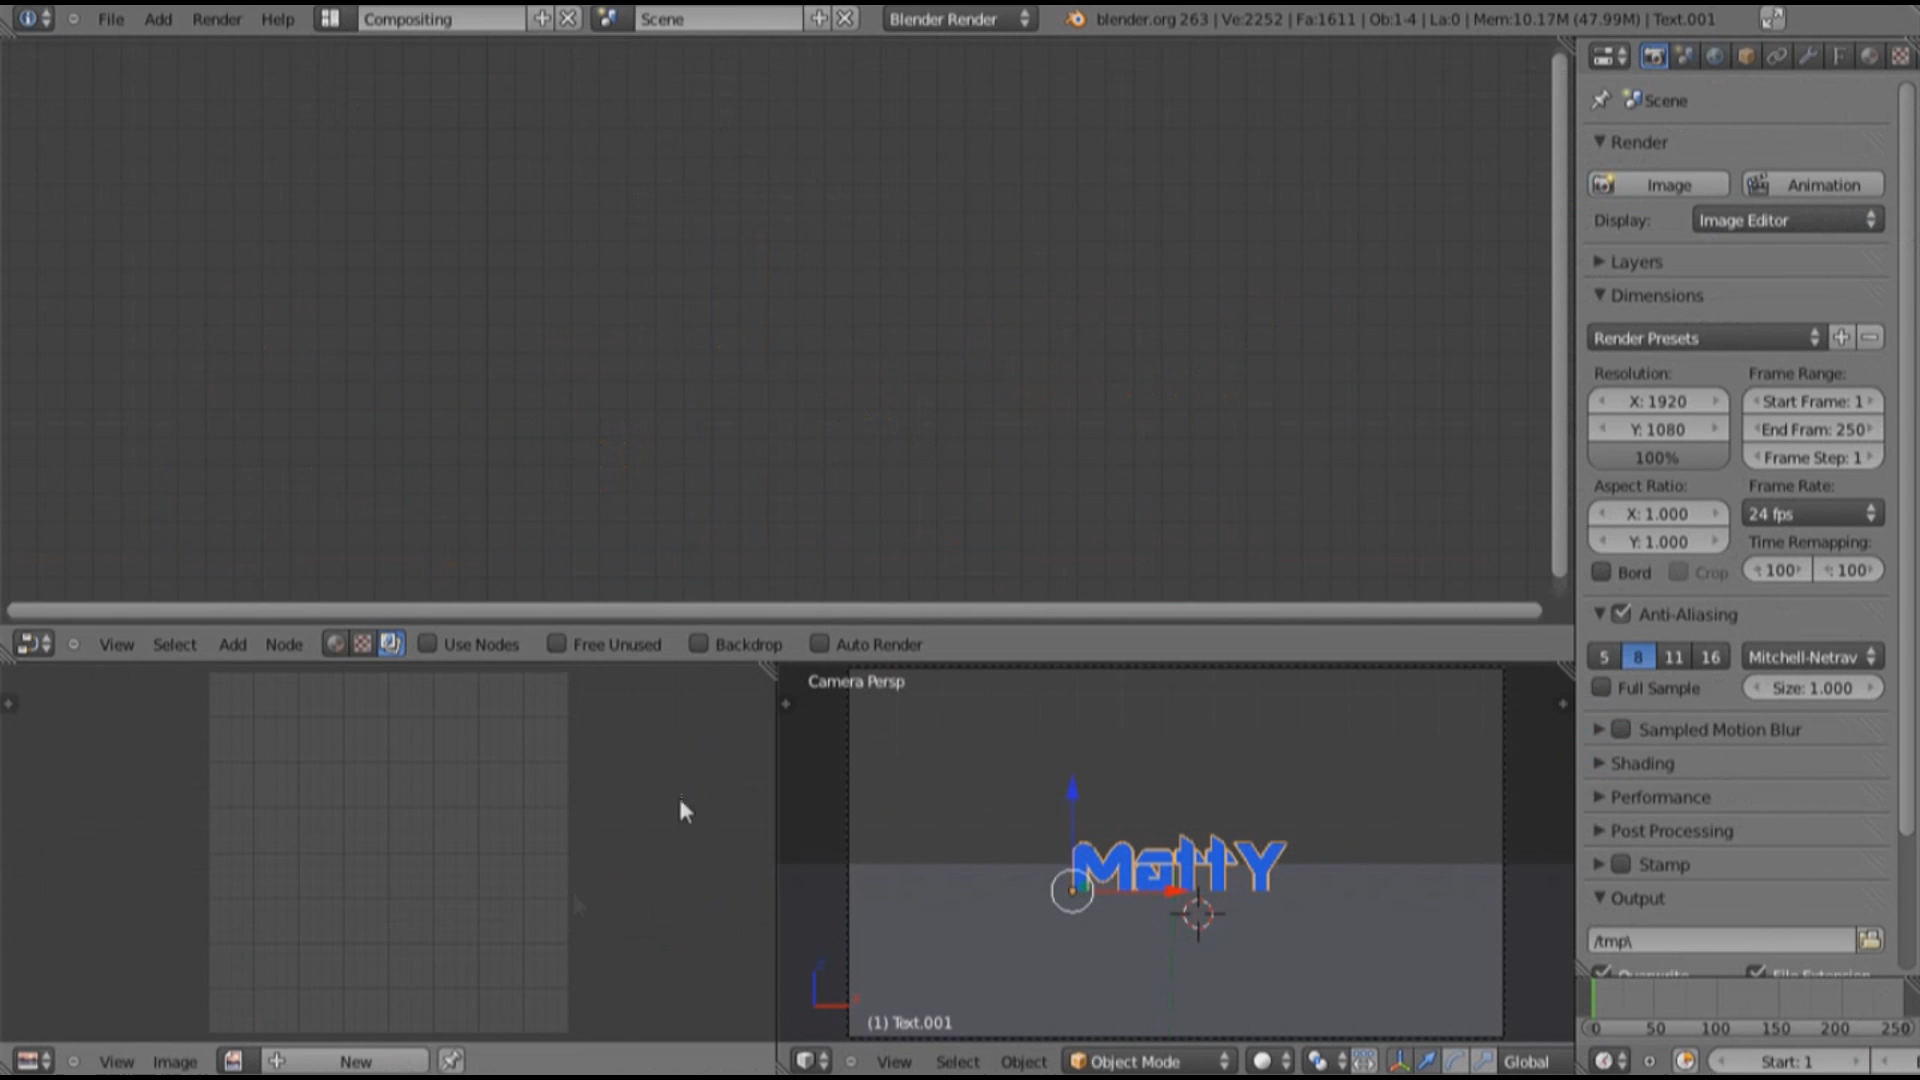 File Add Render Help Compositing Scene Blender Render blender.org 263 | Ve:2252 | Fa:1611 | Ob:1-4 | La:0 | Mem:10.17M (47.99M) | Text.001
Scene
Render
Image Animation
Display: Image Editor
Layers
Dimensions
Render Presets
Resolution: Frame Range:
X: 1920 Start Frame: 1
Y: 1080 End Fram: 250
100% Frame Step: 1
Aspect Ratio: Frame Rate:
X: 1.000 24 fps
Y: 1.000 Time Remapping:
Bord Crop 100 100
Anti-Aliasing
5 8 11 16 Mitchell-Netrav
Full Sample Size: 1.000
Sampled Motion Blur
Shading
Performance
Post Processing
Stamp
Output
/tmp\
Overwrite File Extension
0 50 100 150 200 250
Start: 1
View Select Add Node Use Nodes Free Unused Backdrop Auto Render
Camera Persp
MattY
(1) Text.001
View Image New
View Select Object Object Mode Global